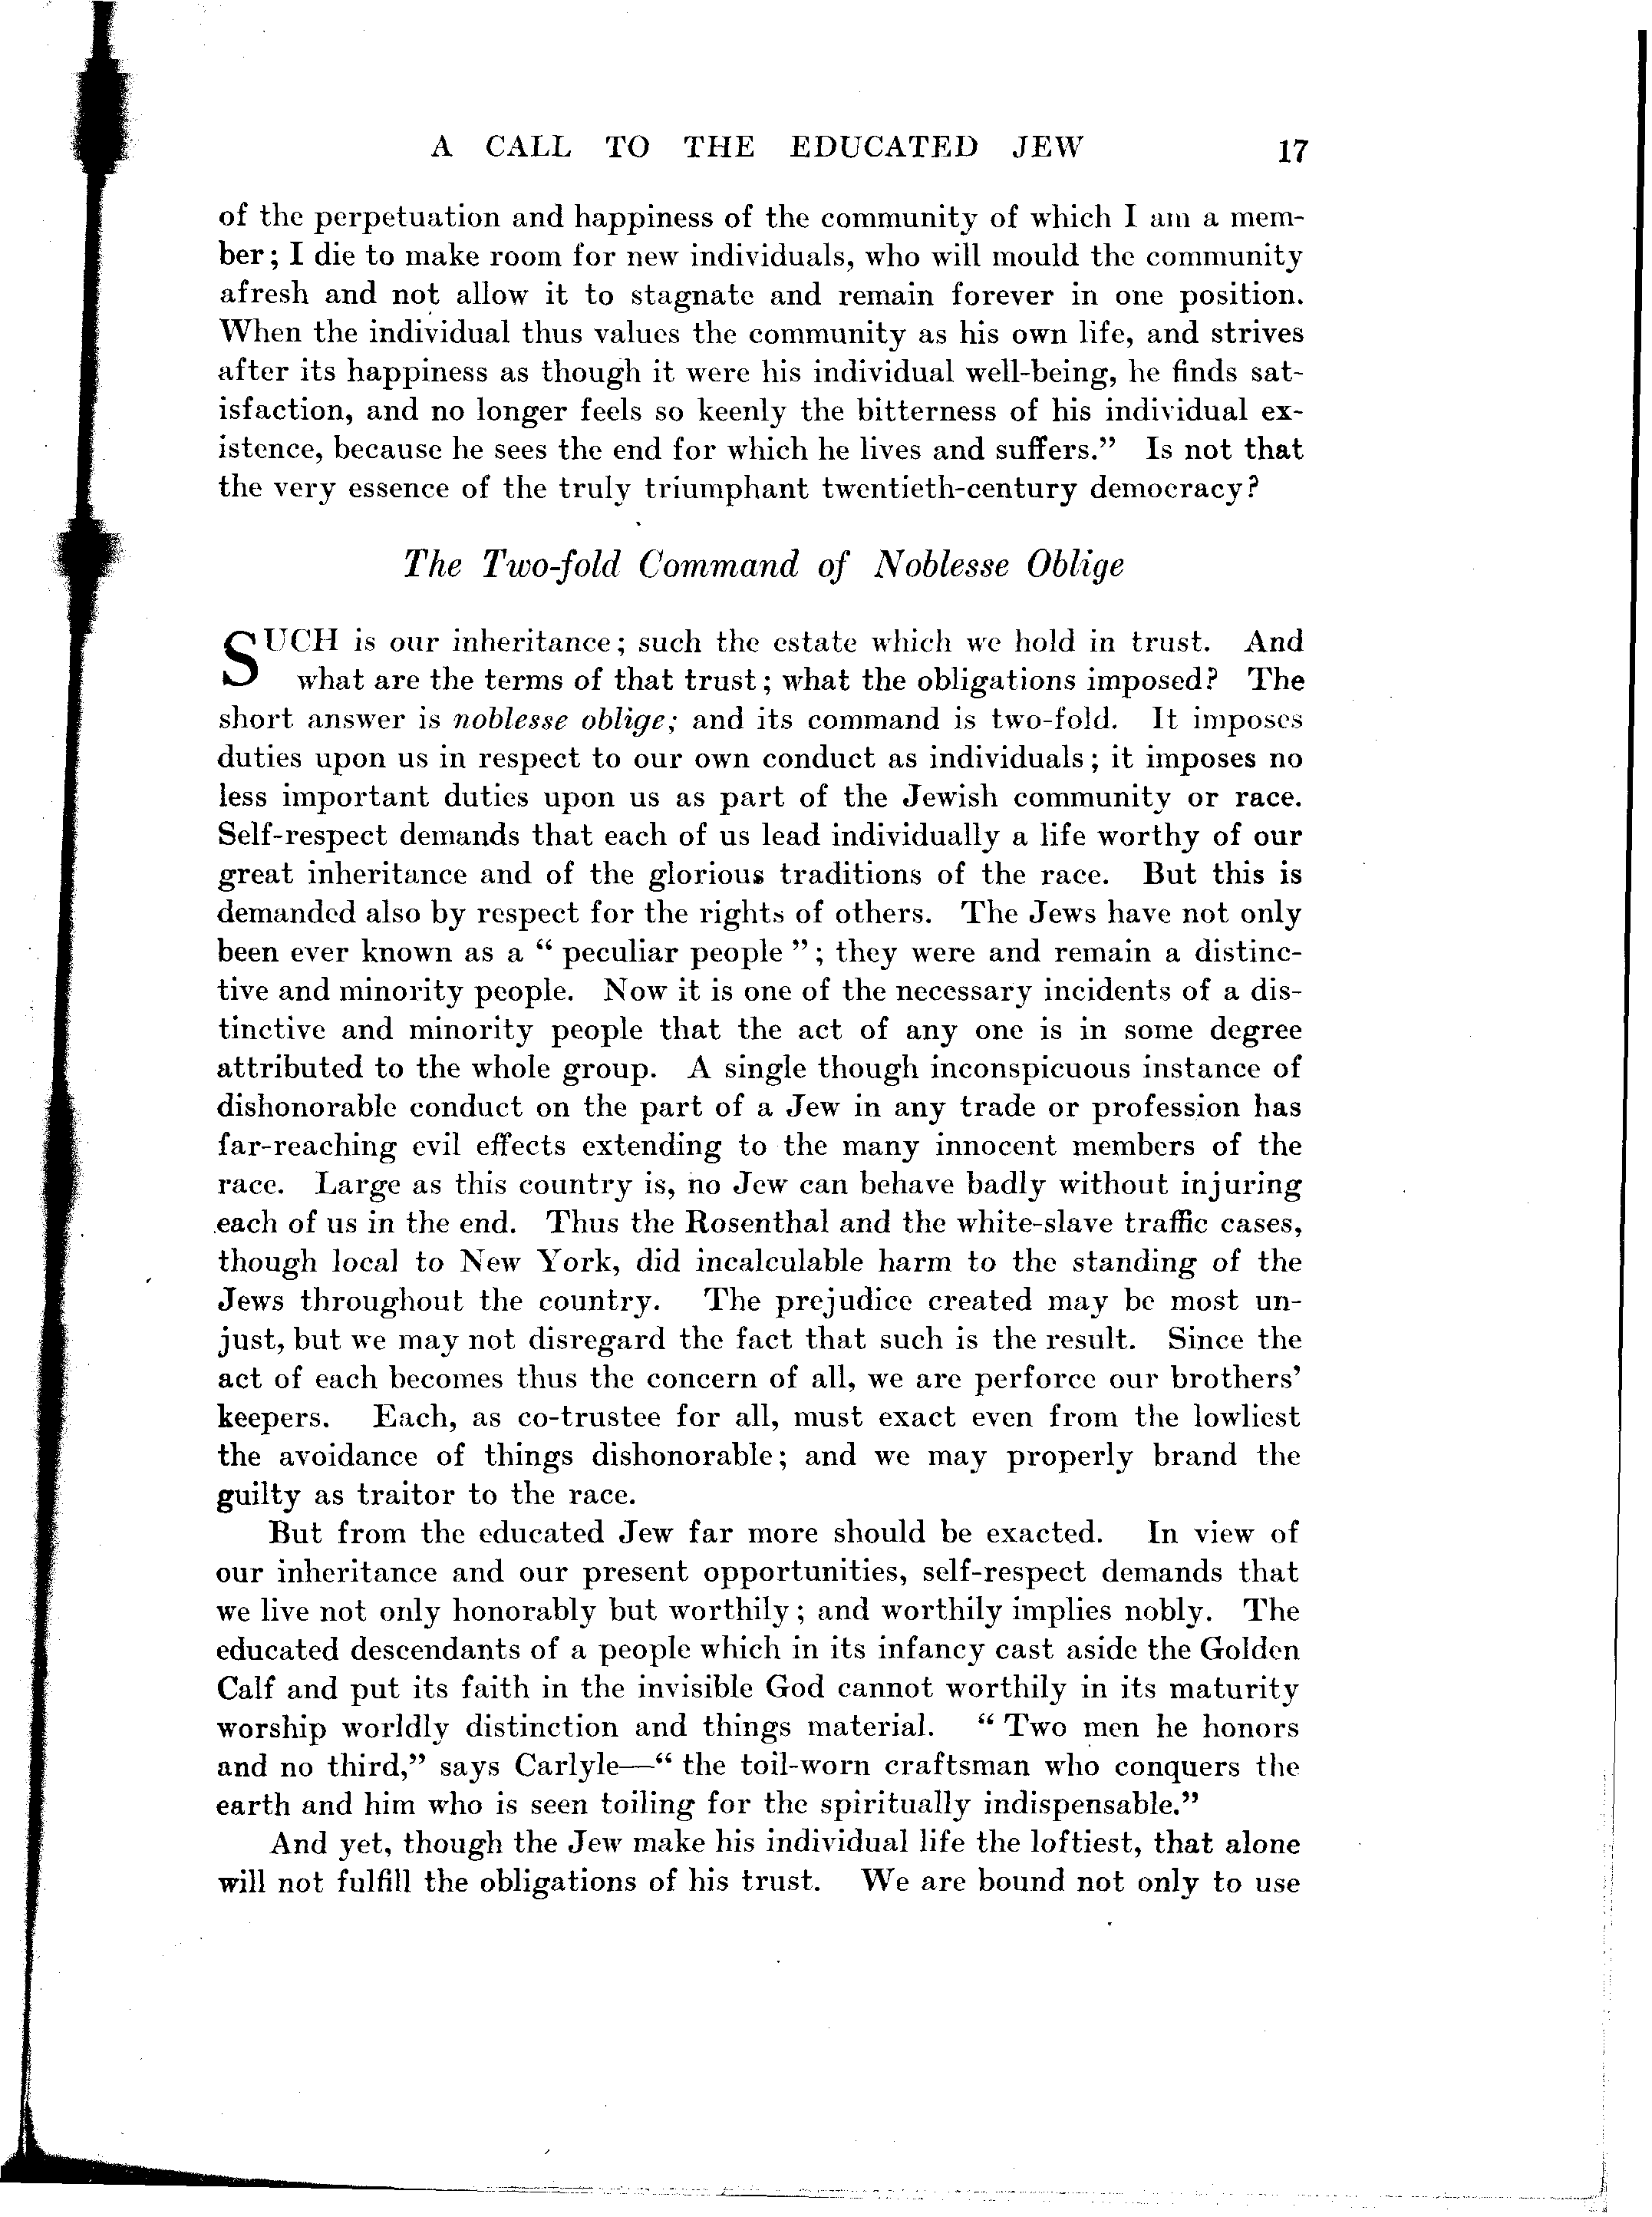 A CALL TO THE EDUCATED JEW 17
of the perpetuation and happiness of the community of which I am a mem-
ber; I die to make room for new individuals, who will mould the community
afresh and not allow it to stagnate and remain forever in one position.
When the individual thus values the community as his own life, and strives
after its happiness as though it were his individual well-being, he finds sat-
isfaction, and no longer feels so keenly the bitterness of his individual ex-
istence, because he sees the end for which he lives and suffers.” Is not that
the very essence of the truly triumphant twentieth-century democracy?
The Two-fold Command of Noblesse Oblige
SUCH is our inheritance; such the estate which we hold in trust. And
what are the terms of that trust; what the obligations imposed? The
short answer is noblesse oblige; and its command is two-fold. It imposes
duties upon us in respect to our own conduct as individuals; it imposes no
less important duties upon us as part of the Jewish community or race.
Self-respect demands that each of us lead individually a life worthy of our
great inheritance and of the glorious traditions of the race. But this is
demanded also by respect for the rights of others. The Jews have not only
been ever known as a “ peculiar people ”; they were and remain a distinc-
tive and minority people. Now it is one of the necessary incidents of a dis-
tinctive and minority people that the act of any one is in some degree
attributed to the whole group. A single though inconspicuous instance of
dishonorable conduct on the part of a Jew in any trade or profession has
far-reaching evil effects extending to the many innocent members of the
race. Large as this country is, no Jew can behave badly without injuring
each of us in the end. Thus the Rosenthal and the white-slave traffic cases,
though local to New York, did incalculable harm to the standing of the
Jews throughout the country. The prejudice created may be most un-
just, but we may not disregard the fact that such is the result. Since the
act of each becomes thus the concern of all, we are perforce our brothers’
keepers. Each, as co-trustee for all, must exact even from the lowliest
the avoidance of things dishonorable; and we may properly brand the
guilty as traitor to the race.
But from the educated Jew far more should be exacted. In view of
our inheritance and our present opportunities, self-respect demands that
we live not only honorably but worthily; and worthily implies nobly. The
educated descendants of a people which in its infancy cast aside the Golden
Calf and put its faith in the invisible God cannot worthily in its maturity
worship worldly distinction and things material. “ Two men he honors
and no third,” says Carlyle—“ the toil-worn craftsman who conquers the
earth and him who is seen toiling for the spiritually indispensable.”
And yet, though the Jew make his individual life the loftiest, that alone
will not fulfill the obligations of his trust. We are bound not only to use